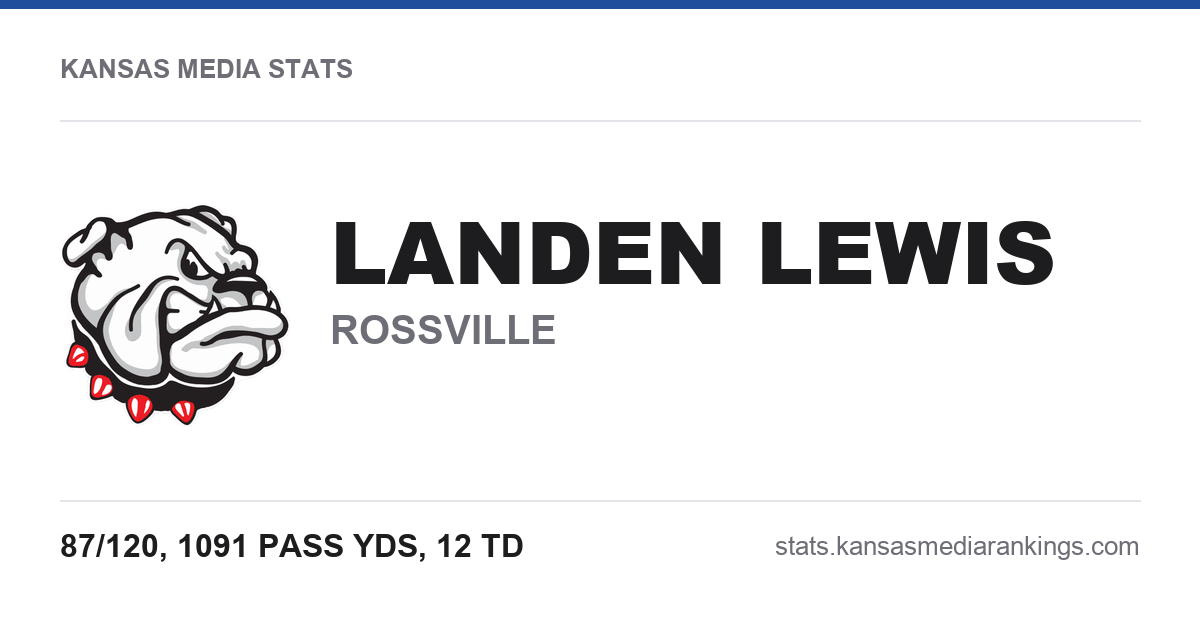 KANSAS MEDIA STATS
LANDEN LEWIS
ROSSVILLE
87/120, 1091 PASS YDS, 12 TD
stats.kansasmediarankings.com